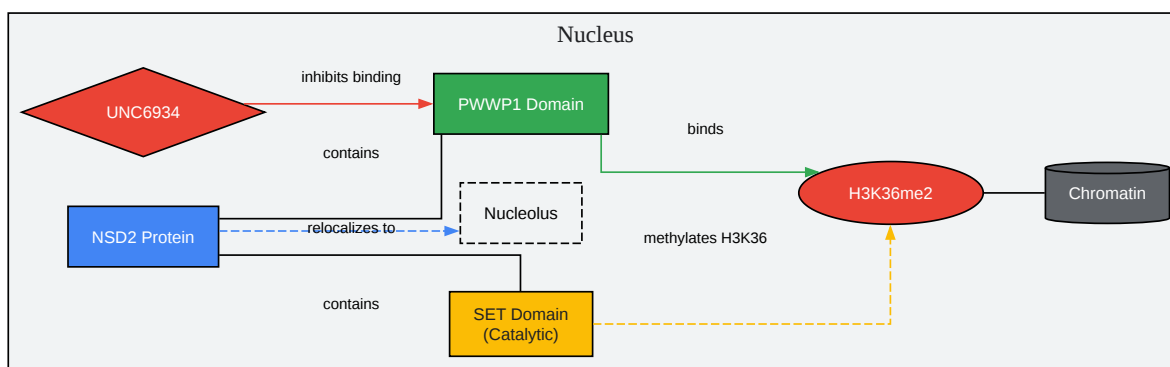 Nucleus
UNC6934
inhibits binding
PWWP1 Domain
binds
contains
H3K36me2
Chromatin
NSD2 Protein
relocalizes to
Nucleolus
methylates H3K36
contains
SET Domain
(Catalytic)